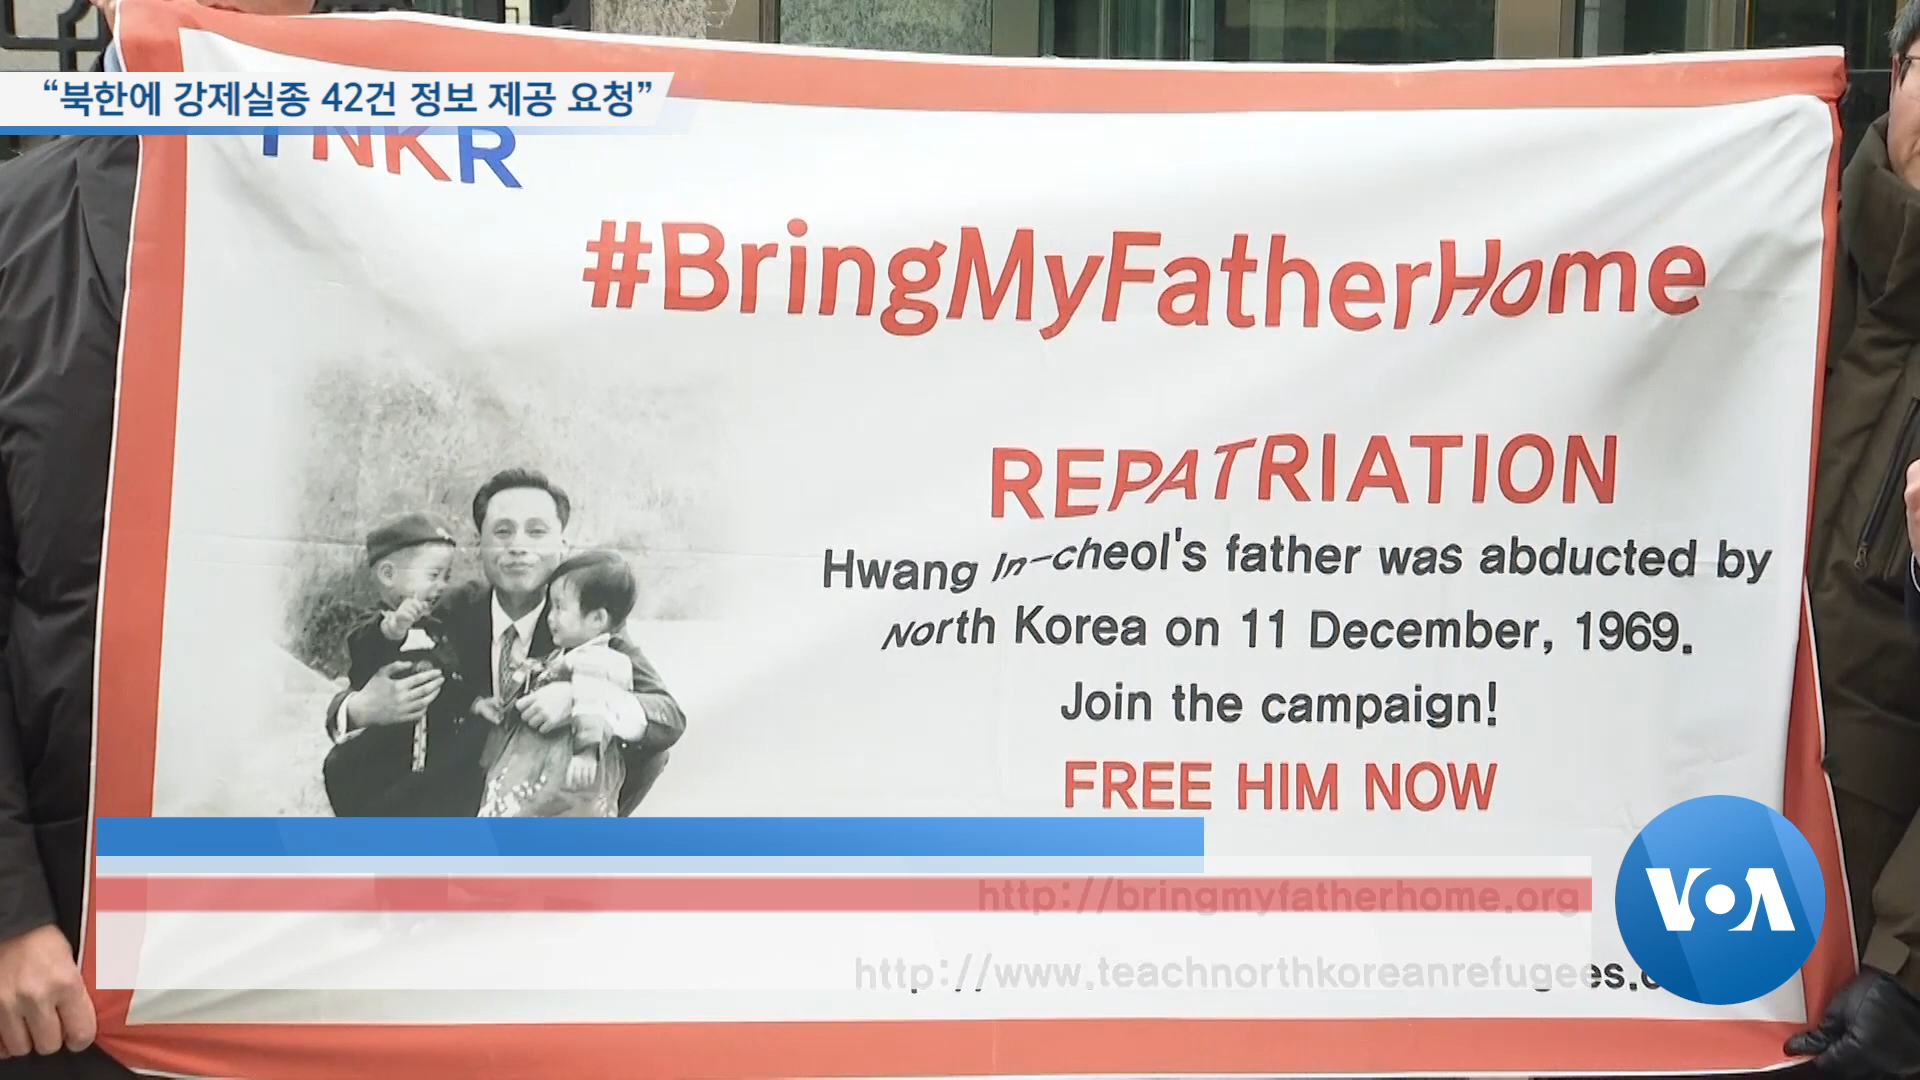 “북한에 강제실종 42건 정보 제공 요청”
TNKR
#BringMyFatherHome
REPATRIATION
Hwang In-cheol's father was abducted by
North Korea on 11 December, 1969.
Join the campaign!
FREE HIM NOW
http://bringmyfatherhome.org
http://www.teachnorthkoreanrefugees.
VOA